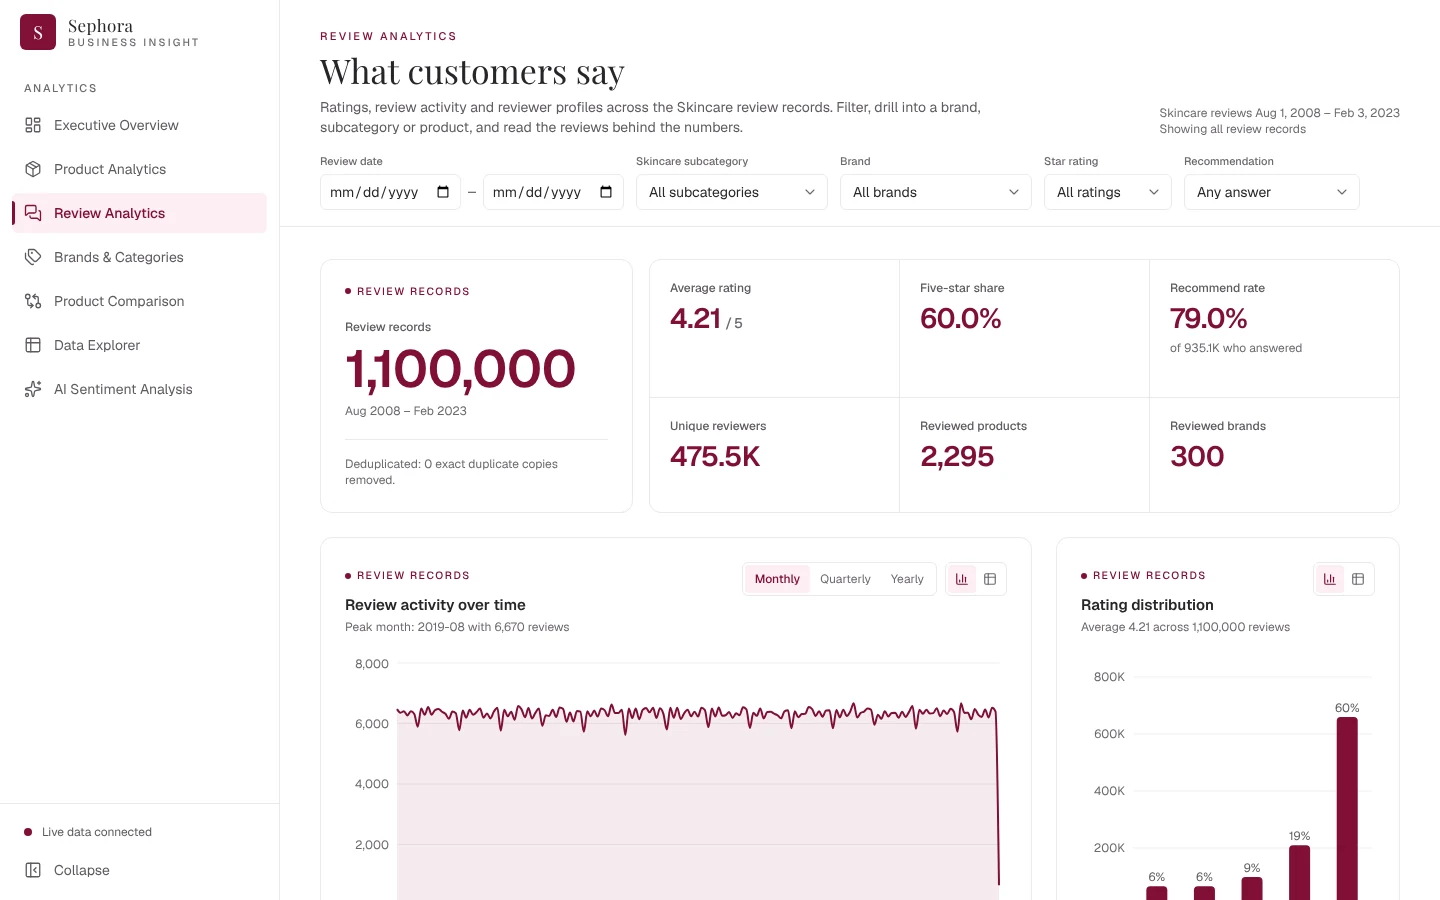 S
Sephora
BUSINESS INSIGHT
ANALYTICS
Executive Overview
Product Analytics
Review Analytics
Brands & Categories
Product Comparison
Data Explorer
AI Sentiment Analysis
Live data connected
Collapse
REVIEW ANALYTICS
What customers say
Ratings, review activity and reviewer profiles across the Skincare review records. Filter, drill into a brand,
subcategory or product, and read the reviews behind the numbers.
Skincare reviews Aug 1, 2008 – Feb 3, 2023
Showing all review records
Review date
mm/dd/yyyy – mm/dd/yyyy
Skincare subcategory
All subcategories
Brand
All brands
Star rating
All ratings
Recommendation
Any answer
REVIEW RECORDS
Review records
1,100,000
Aug 2008 – Feb 2023
Deduplicated: 0 exact duplicate copies
removed.
Average rating
4.21 / 5
Five-star share
60.0%
Recommend rate
79.0%
of 935.1K who answered
Unique reviewers
475.5K
Reviewed products
2,295
Reviewed brands
300
REVIEW RECORDS
Review activity over time
Peak month: 2019-08 with 6,670 reviews
Monthly Quarterly Yearly
8,000
6,000
4,000
2,000
REVIEW RECORDS
Rating distribution
Average 4.21 across 1,100,000 reviews
800K
600K
400K
200K
6%
6%
9%
19%
60%